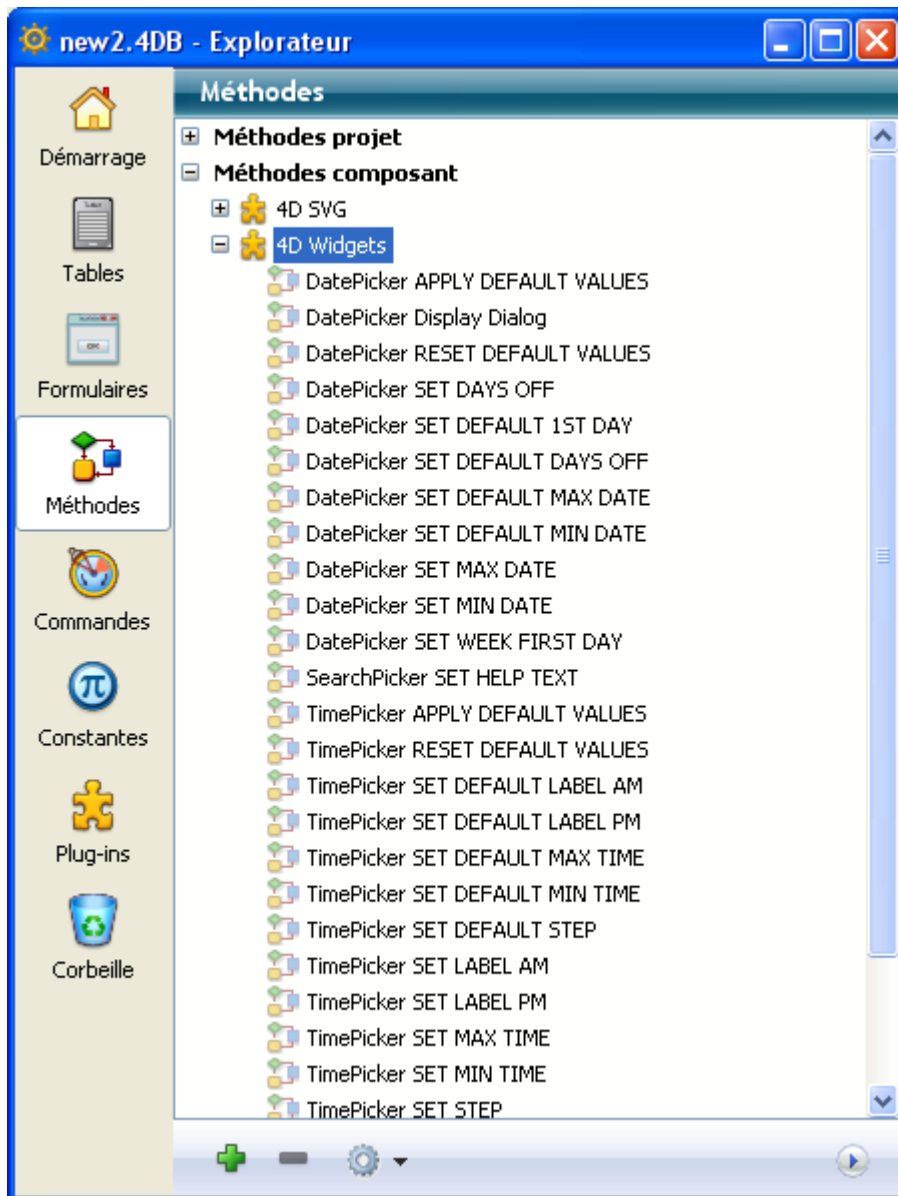 new2.4DB - Explorateur
Méthodes
Démarrage
Tables
Formulaires
Méthodes
Commandes
Constantes
Plug-ins
Corbeille
Méthodes projet
Méthodes composant
4D SVG
4D Widgets
DatePicker APPLY DEFAULT VALUES
DatePicker Display Dialog
DatePicker RESET DEFAULT VALUES
DatePicker SET DAYS OFF
DatePicker SET DEFAULT 1ST DAY
DatePicker SET DEFAULT DAYS OFF
DatePicker SET DEFAULT MAX DATE
DatePicker SET DEFAULT MIN DATE
DatePicker SET MAX DATE
DatePicker SET MIN DATE
DatePicker SET WEEK FIRST DAY
SearchPicker SET HELP TEXT
TimePicker APPLY DEFAULT VALUES
TimePicker RESET DEFAULT VALUES
TimePicker SET DEFAULT LABEL AM
TimePicker SET DEFAULT LABEL PM
TimePicker SET DEFAULT MAX TIME
TimePicker SET DEFAULT MIN TIME
TimePicker SET DEFAULT STEP
TimePicker SET LABEL AM
TimePicker SET LABEL PM
TimePicker SET MAX TIME
TimePicker SET MIN TIME
TimePicker SET STEP